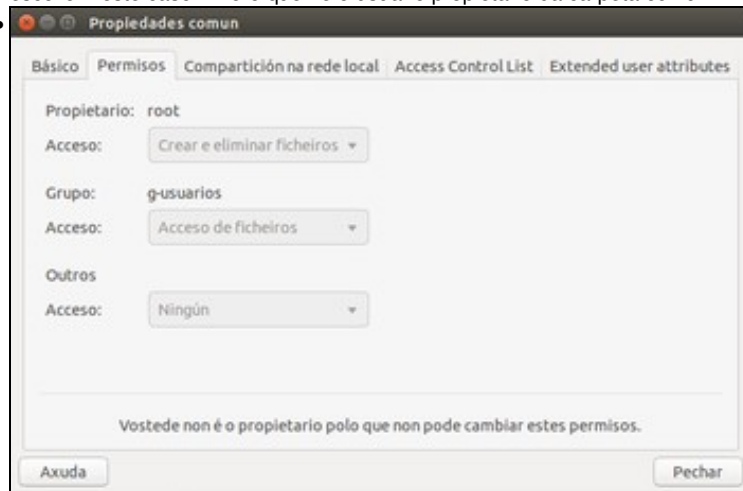 Propiedades comun
Básico Permisos Compartición na rede local Access Control List Extended user attributes
Propietario: root
Acceso: Crear e eliminar ficheiros
Grupo: g-usuarios
Acceso: Acceso de ficheiros
Outros
Acceso: Ningún
Vostede non é o propietario polo que non pode cambiar estes permisos.
Axuda Pechar